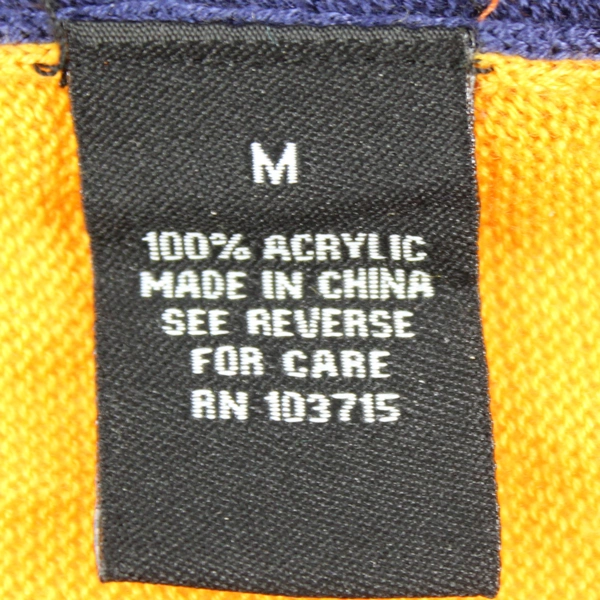 M
100% ACRYLIC
MADE IN CHINA
SEE REVERSE
FOR CARE
RN 103715